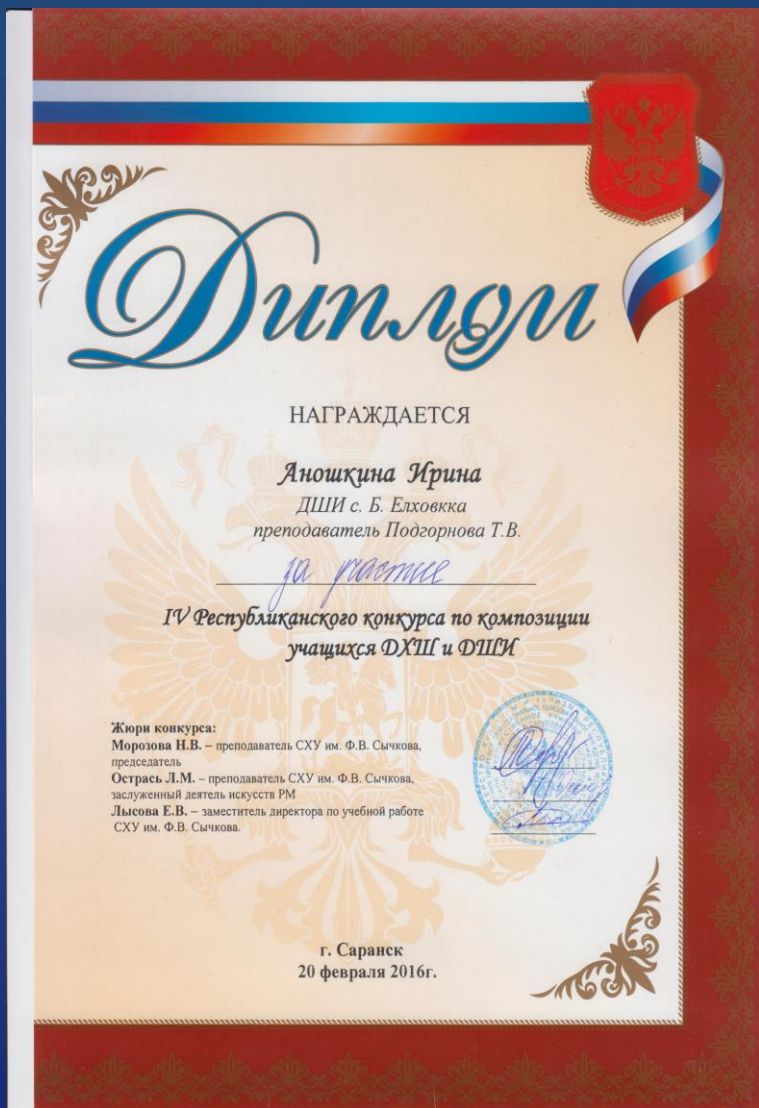 Диплом
НАГРАЖДАЕТСЯ
Аношкина Ирина
ДШИ с. Б. Елховкка
преподаватель Подгорнова Т.В.
за участие
IV Республиканского конкурса по композиции
учащихся ДХШ и ДШИ
Жюри конкурса:
Морозова Н.В. – преподаватель СХУ им. Ф.В. Сычкова,
председатель
Острась Л.М. – преподаватель СХУ им. Ф.В. Сычкова,
заслуженный деятель искусств РМ
Лысова Е.В. – заместитель директора по учебной работе
СХУ им. Ф.В. Сычкова.
г. Саранск
20 февраля 2016г.